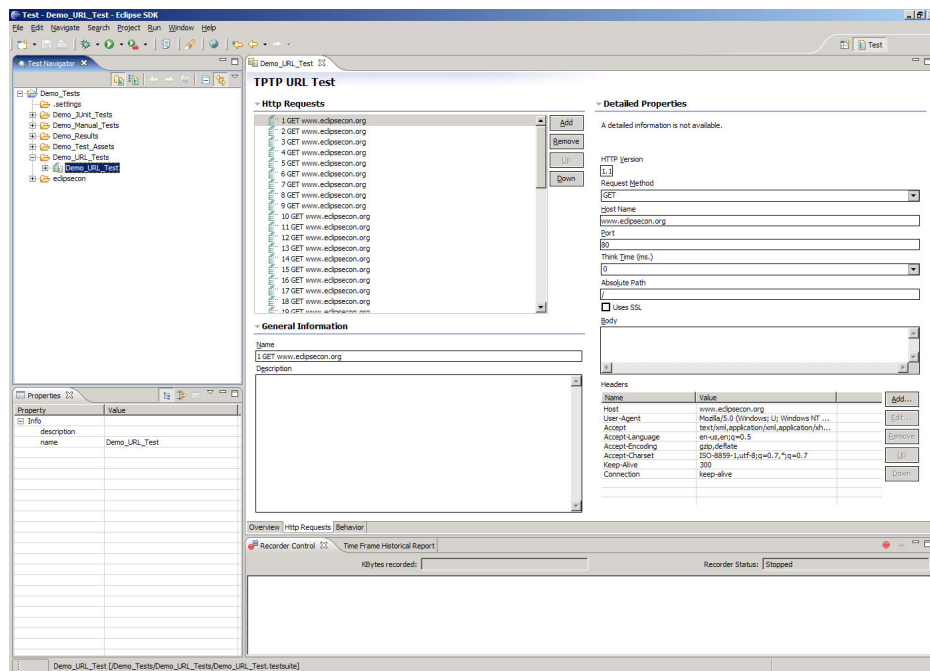 Test - Demo_URL_Test - Eclipse SDK
File Edit Navigate Search Project Run Window Help
Test
Test Navigator
Demo_Tests
.settings
Demo_JUnit_Tests
Demo_Manual_Tests
Demo_Results
Demo_Test_Assets
Demo_URL_Tests
Demo_URL_Test
eclipsecon
Properties
Property Value
Info
description
name Demo_URL_Test
Demo_URL_Test
TPTP URL Test
Http Requests
1 GET www.eclipsecon.org
2 GET www.eclipsecon.org
3 GET www.eclipsecon.org
4 GET www.eclipsecon.org
5 GET www.eclipsecon.org
6 GET www.eclipsecon.org
7 GET www.eclipsecon.org
8 GET www.eclipsecon.org
9 GET www.eclipsecon.org
10 GET www.eclipsecon.org
11 GET www.eclipsecon.org
12 GET www.eclipsecon.org
13 GET www.eclipsecon.org
14 GET www.eclipsecon.org
15 GET www.eclipsecon.org
16 GET www.eclipsecon.org
17 GET www.eclipsecon.org
18 GET www.eclipsecon.org
19 GET www.eclipsecon.org
Add
Remove
Up
Down
General Information
Name
1 GET www.eclipsecon.org
Description
Detailed Properties
A detailed information is not available.
HTTP Version
1.1
Request Method
GET
Host Name
www.eclipsecon.org
Port
80
Think Time (ms.)
0
Absolute Path
/
Uses SSL
Body
Headers
Name Value
Host www.eclipsecon.org
User-Agent Mozilla/5.0 (Windows; U; Windows NT ...
Accept text/xml,application/xml,application/xh...
Accept-Language en-us,en;q=0.5
Accept-Encoding gzip,deflate
Accept-Charset ISO-8859-1,utf-8;q=0.7,*;q=0.7
Keep-Alive 300
Connection keep-alive
Add...
Edit...
Remove
Up
Down
Overview Http Requests Behavior
Recorder Control Time Frame Historical Report
KBytes recorded: Recorder Status: Stopped
Demo_URL_Test [/Demo_Tests/Demo_URL_Tests/Demo_URL_Test.testsuite]